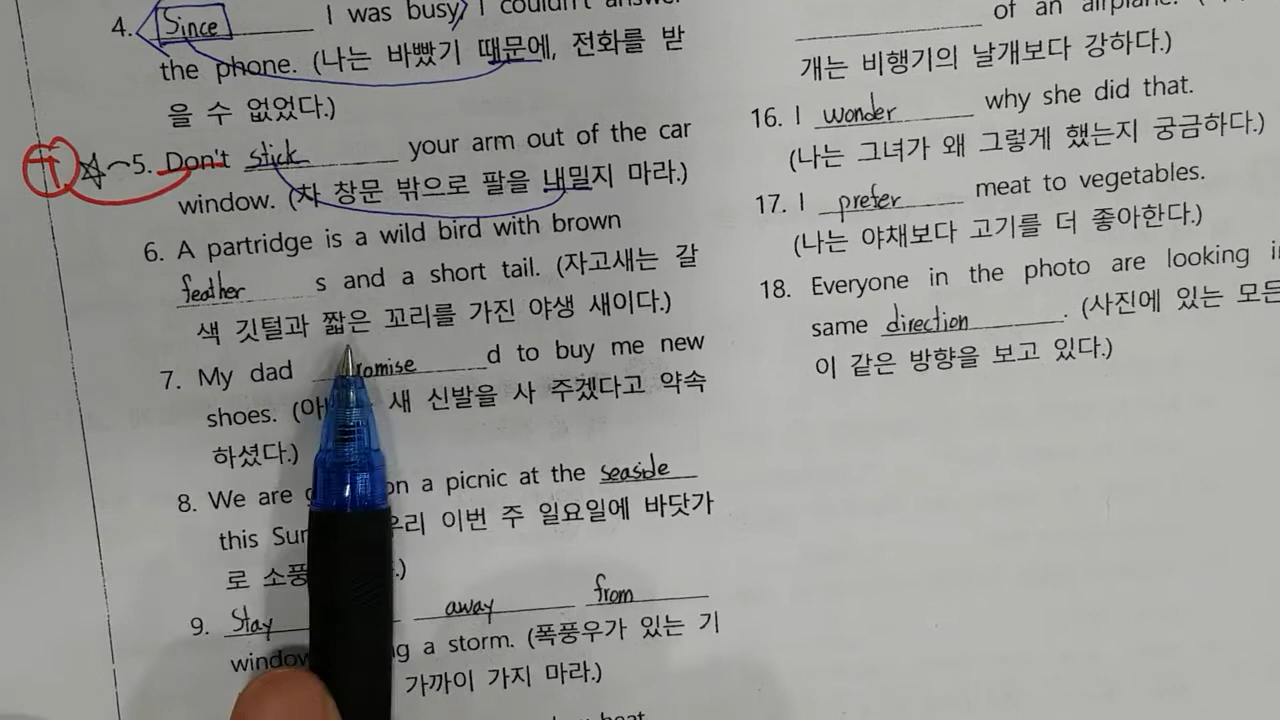 4. Since I was busy, I couldn't
the phone. (나는 바빴기 때문에, 전화를 받
을 수 없었다.)
5. Don't stick your arm out of the car
window. (차 창문 밖으로 팔을 내밀지 마라.)
6. A partridge is a wild bird with brown
feather s and a short tail. (자고새는 갈
색 깃털과 짧은 꼬리를 가진 야생 새이다.)
7. My dad d to buy me new
shoes. ( 새 신발을 사 주겠다고 약속
하셨다.)
8. We are on a picnic at the seaside
this 이번 주 일요일에 바닷가
로
9. Stay away from
a storm. (폭풍우가 있는 기
가까이 가지 마라.)
of an airplane.
개는 비행기의 날개보다 강하다.)
16. I wonder why she did that.
(나는 그녀가 왜 그렇게 했는지 궁금하다.)
17. I prefer meat to vegetables.
(나는 야채보다 고기를 더 좋아한다.)
18. Everyone in the photo are looking
same direction. (사진에 있는 모든
이 같은 방향을 보고 있다.)